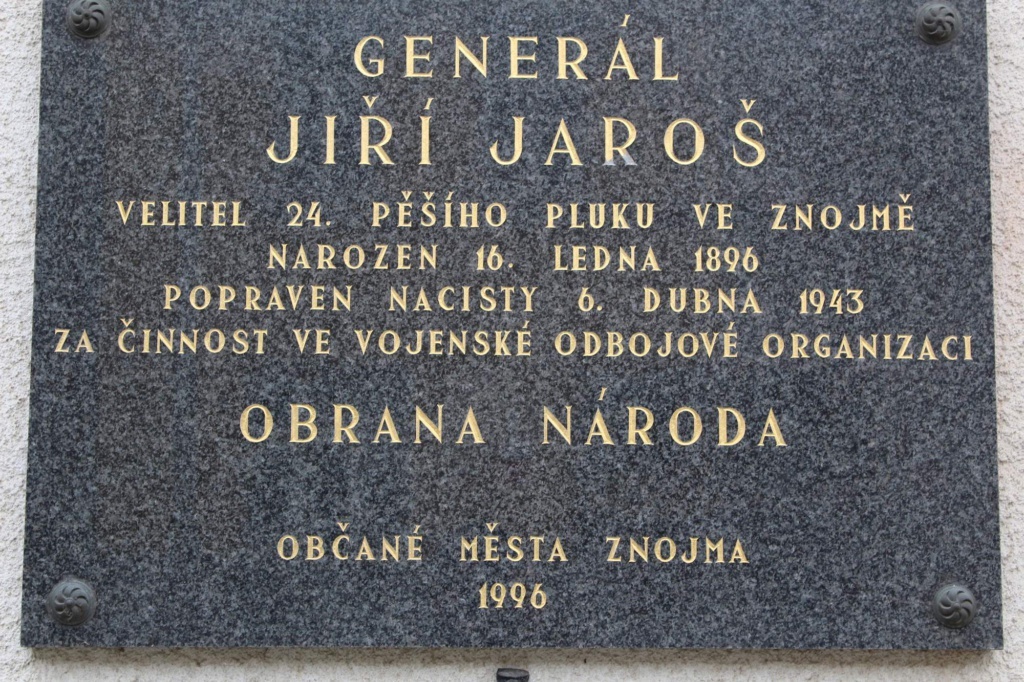 GENERÁL
JIŘÍ JAROŠ
VELITEL 24. PĚŠÍHO PLUKU VE ZNOJMĚ
NAROZEN 16. LEDNA 1896
POPRAVEN NACISTY 6. DUBNA 1943
ZA ČINNOST VE VOJENSKÉ ODBOJOVÉ ORGANIZACI
OBRANA NÁRODA
OBČANÉ MĚSTA ZNOJMA
1996